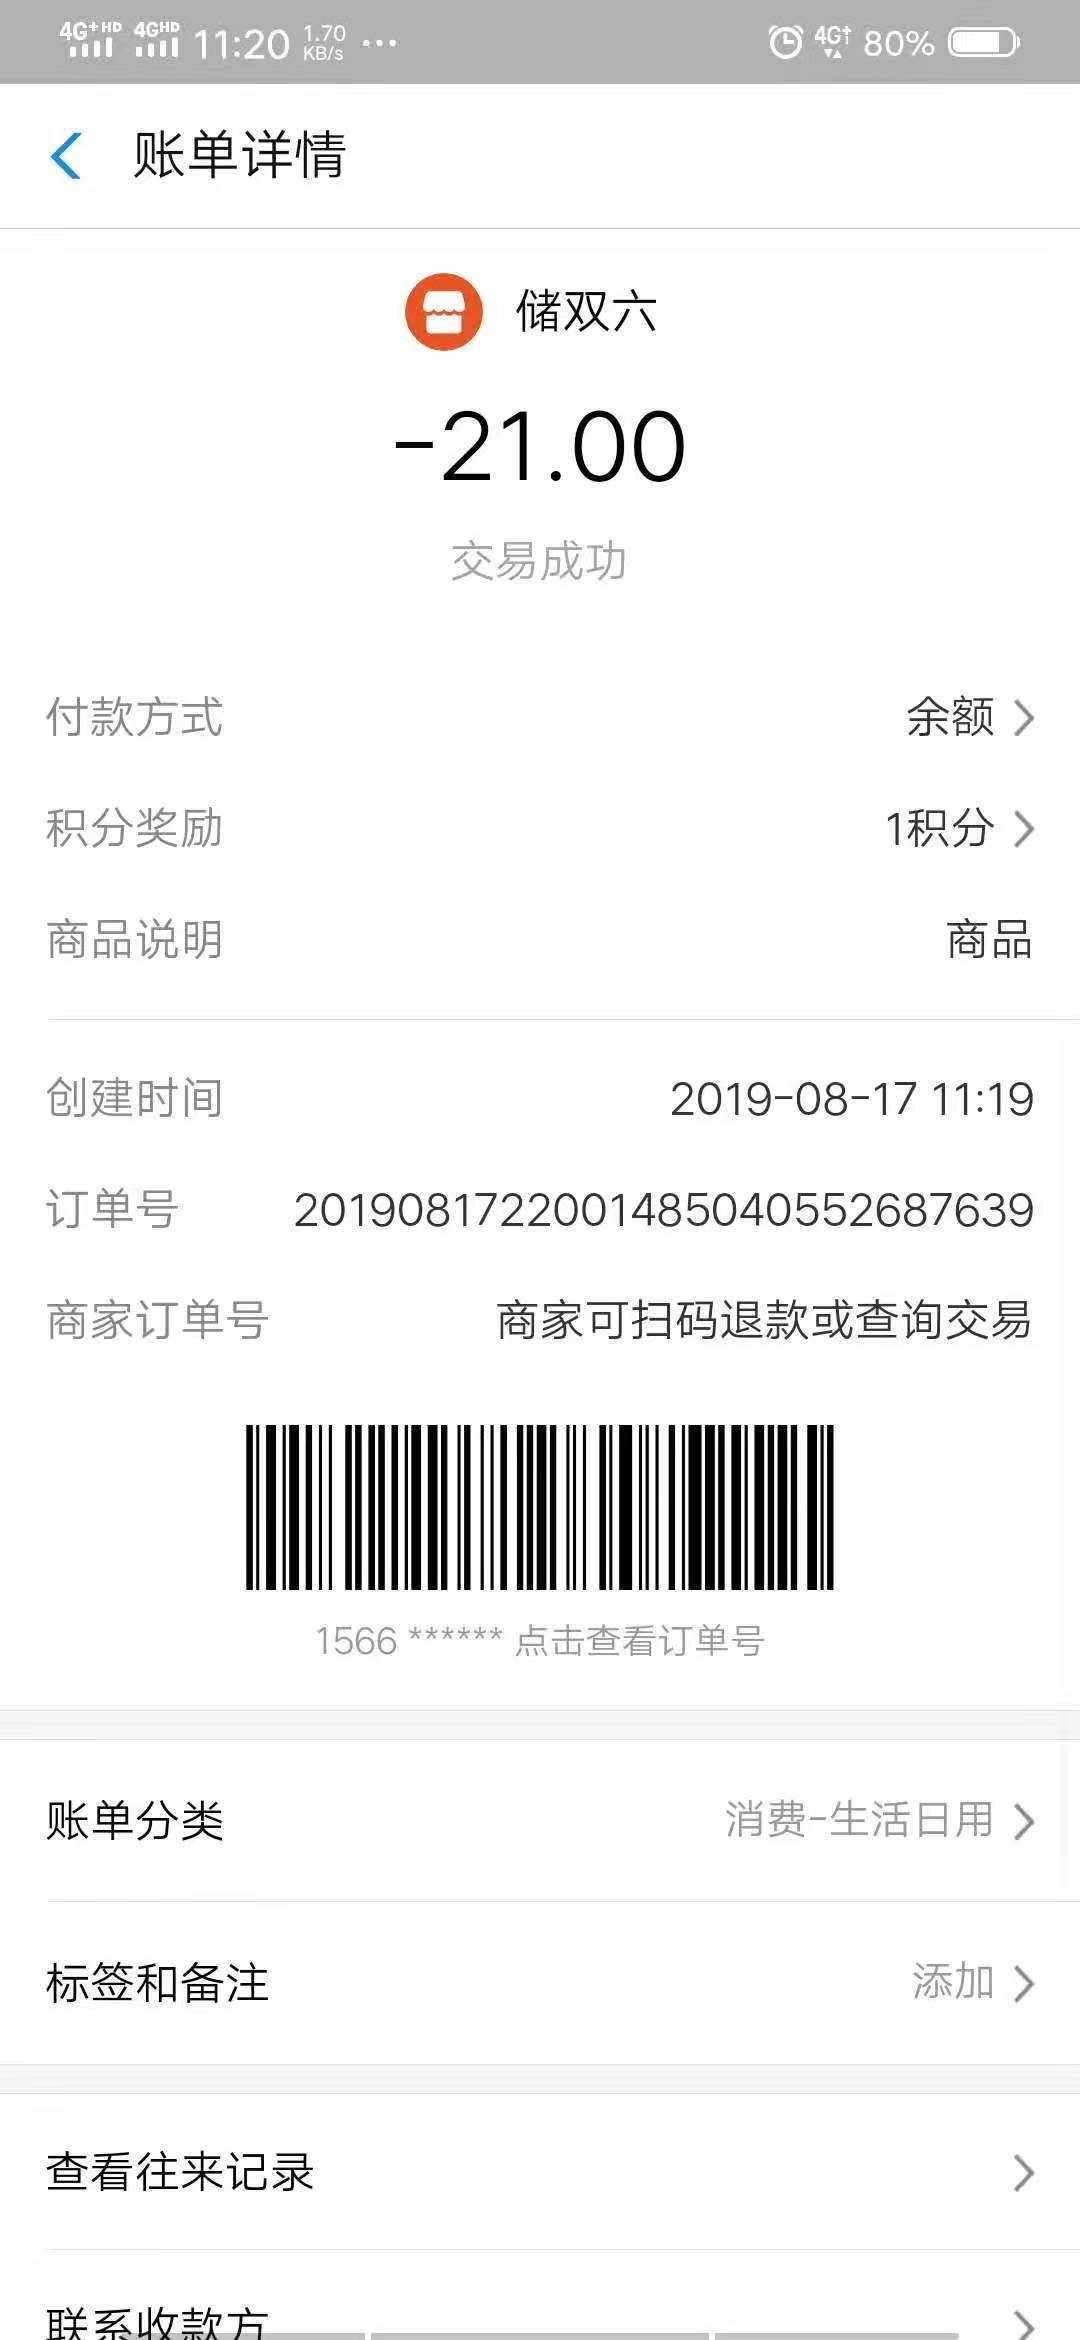 4G+HD 4GHD 11:20 1.70 KB/s ... 4G 80%
账单详情
储双六
-21.00
交易成功
付款方式 余额
积分奖励 1积分
商品说明 商品
创建时间 2019-08-17 11:19
订单号 2019081722001485040552687639
商家订单号 商家可扫码退款或查询交易
1566 ****** 点击查看订单号
账单分类 消费-生活日用
标签和备注 添加
查看往来记录
联系收款方